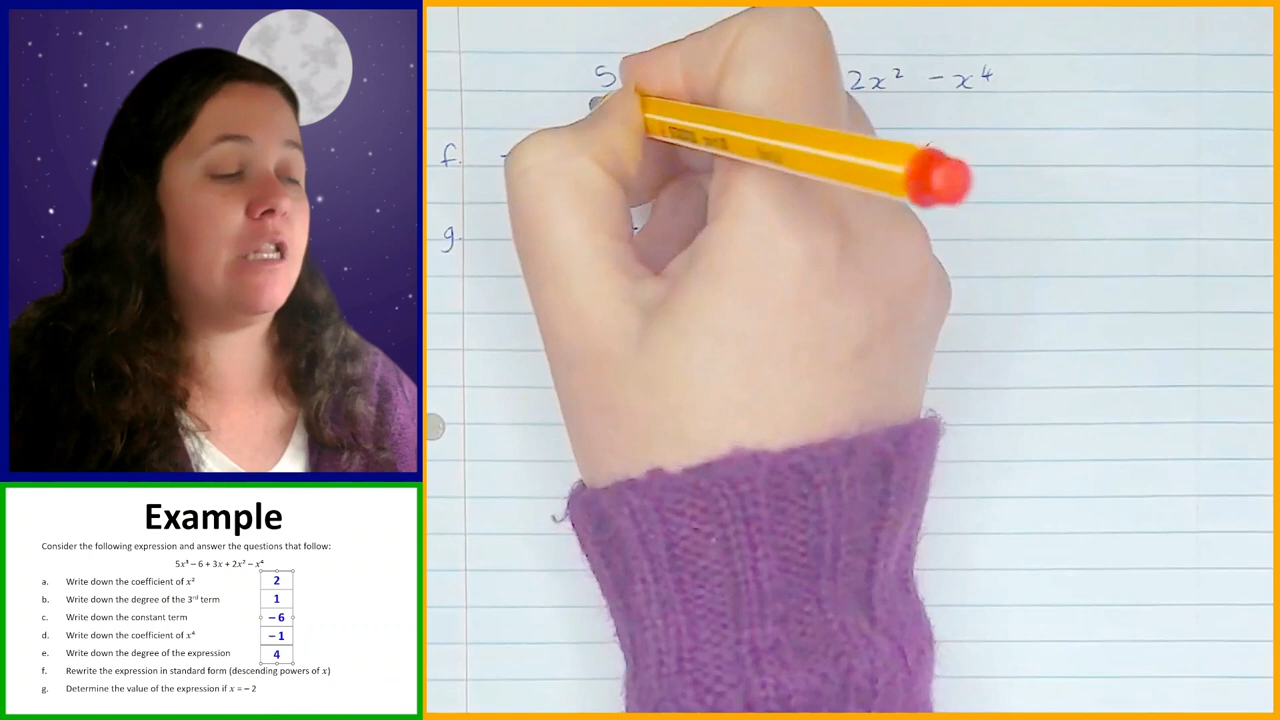 Example
Consider the following expression and answer the questions that follow:
5x³ − 6 + 3x + 2x² − x⁴
a. Write down the coefficient of x² 2
b. Write down the degree of the 3rd term 1
c. Write down the constant term − 6
d. Write down the coefficient of x⁴ − 1
e. Write down the degree of the expression 4
f. Rewrite the expression in standard form (descending powers of x)
g. Determine the value of the expression if x = − 2
5 2x² − x⁴
f.
g.